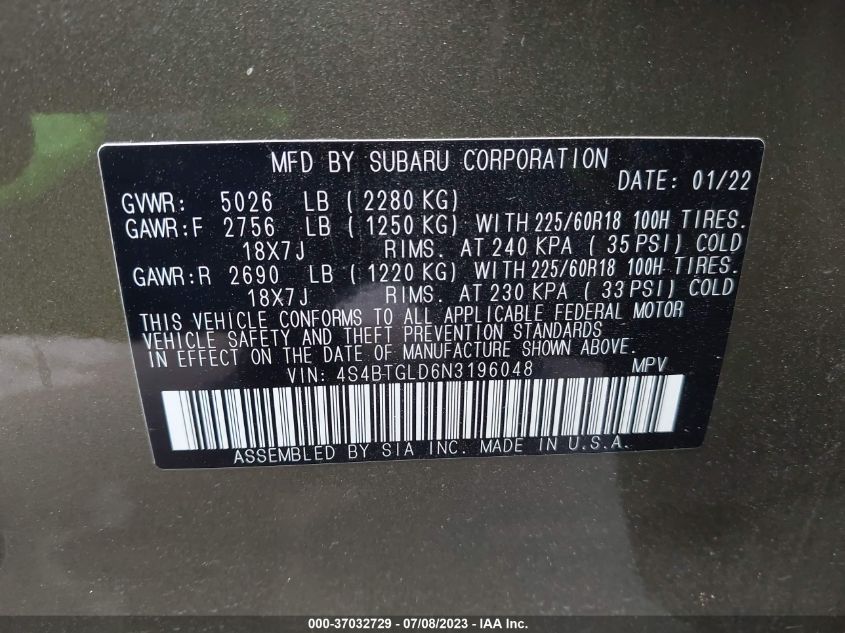 MFD BY SUBARU CORPORATION
DATE: 01/22
GVWR: 5026 LB ( 2280 KG)
GAWR:F 2756 LB ( 1250 KG) WITH 225/60R18 100H TIRES.
18X7J RIMS. AT 240 KPA ( 35 PSI) COLD
GAWR:R 2690 LB ( 1220 KG) WITH 225/60R18 100H TIRES.
18X7J RIMS. AT 230 KPA ( 33 PSI) COLD
THIS VEHICLE CONFORMS TO ALL APPLICABLE FEDERAL MOTOR
VEHICLE SAFETY AND THEFT PREVENTION STANDARDS
IN EFFECT ON THE DATE OF MANUFACTURE SHOWN ABOVE.
VIN: 4S4BTGLD6N3196048 MPV
ASSEMBLED BY SIA INC. MADE IN U.S.A.
000-37032729 - 07/08/2023 - IAA Inc.